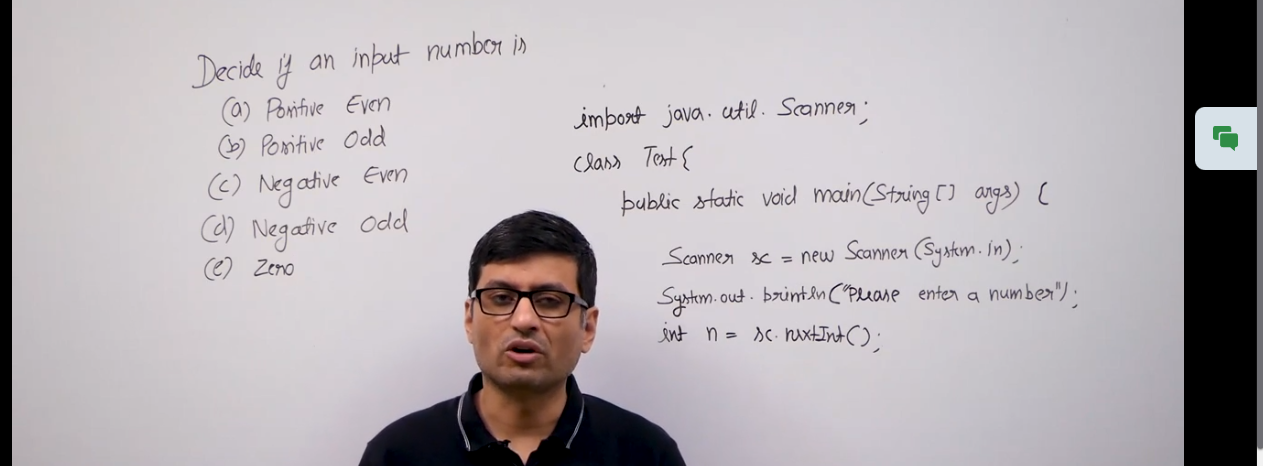 Decide if an input number is
(a) Positive Even
(b) Positive Odd
(c) Negative Even
(d) Negative Odd
(e) Zero
import java.util.Scanner;
class Test{
public static void main(String[] args) {
Scanner sc = new Scanner(System.in);
System.out.println("Please enter a number");
int n = sc.nextInt();